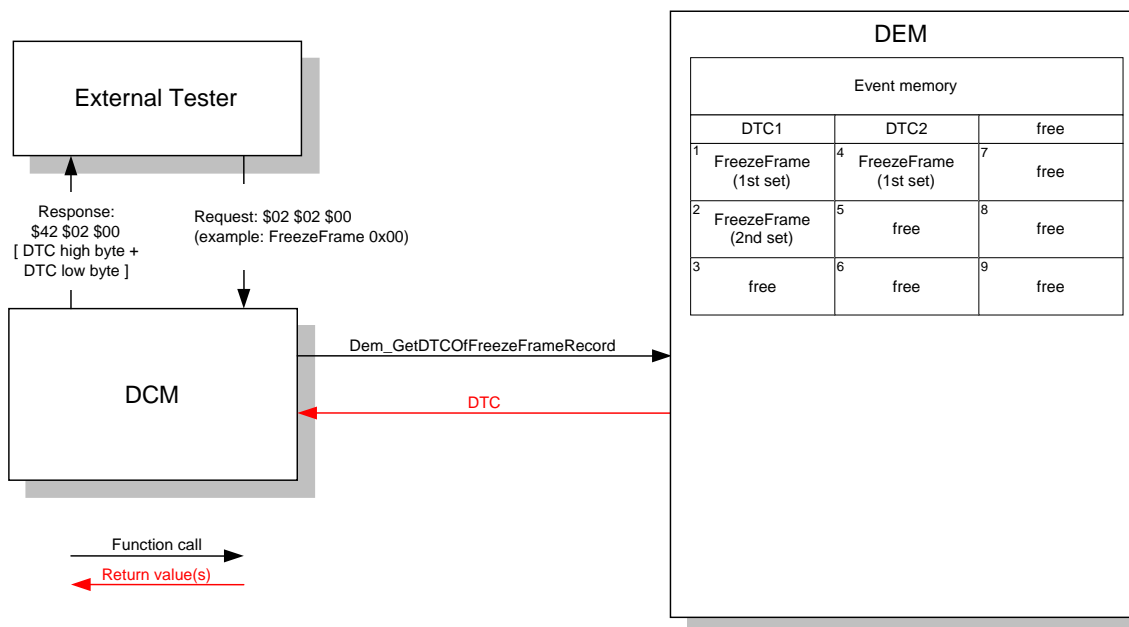 DEM
External Tester
Event memory
DTC1
DTC2
free
1
FreezeFrame
(1st set)
4
FreezeFrame
(1st set)
7
free
2
FreezeFrame
(2nd set)
5
free
8
free
3
free
6
free
9
free
Response:
$42 $02 $00
[ DTC high byte +
DTC low byte ]
Request: $02 $02 $00
(example: FreezeFrame 0x00)
Dem_GetDTCOfFreezeFrameRecord
DCM
DTC
Function call
Return value(s)